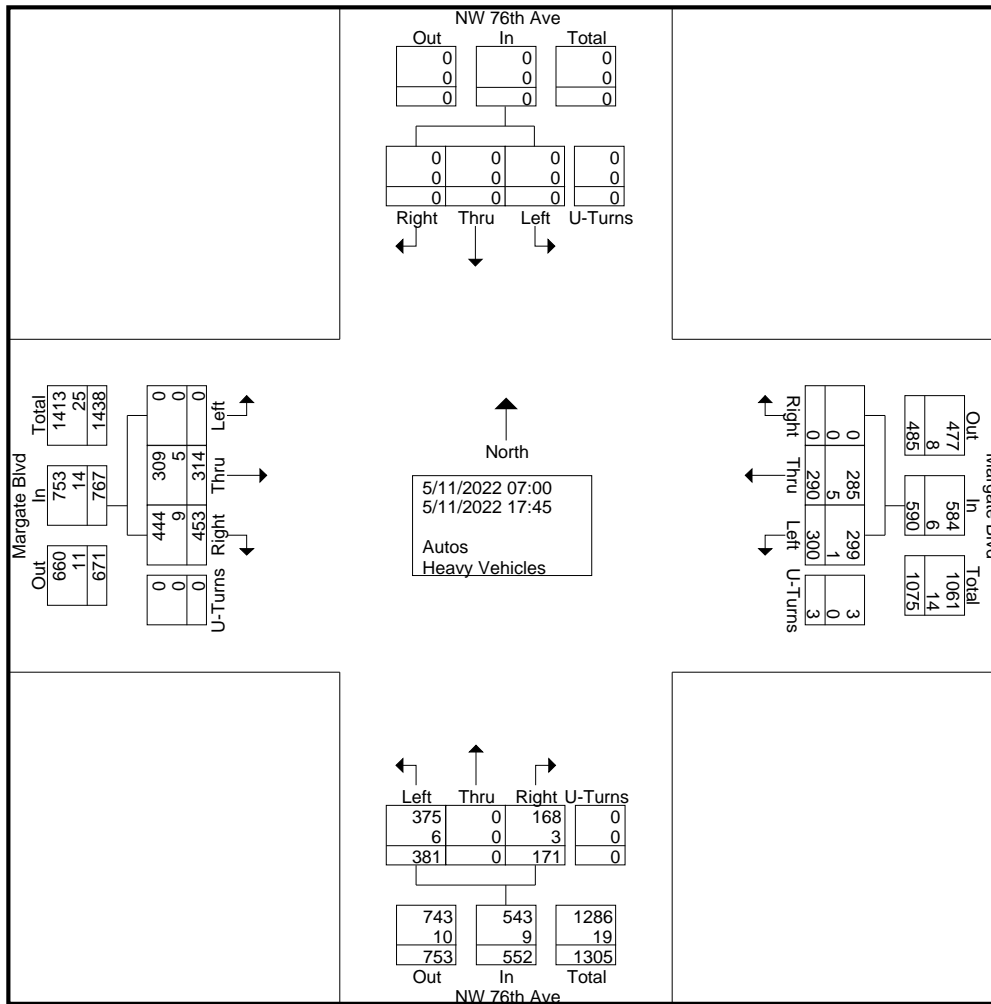 NW 76th Ave
Out In Total
0 0 0
0 0 0
0 0 0
0 0 0 0
0 0 0 0
0 0 0 0
Right Thru Left U-Turns
Margate Blvd
Total In Out
1413 753 660
25 14 11
1438 767 671
0 309 444 0
0 5 9 0
0 314 453 0
Left Thru Right U-Turns
North
5/11/2022 07:00
5/11/2022 17:45
Autos
Heavy Vehicles
Margate Blvd
Out In Total
477 584 1061
8 6 14
485 590 1075
0 285 299 3
0 5 1 0
0 290 300 3
Right Thru Left U-Turns
Left Thru Right U-Turns
375 0 168 0
6 0 3 0
381 0 171 0
743 543 1286
10 9 19
753 552 1305
Out In Total
NW 76th Ave